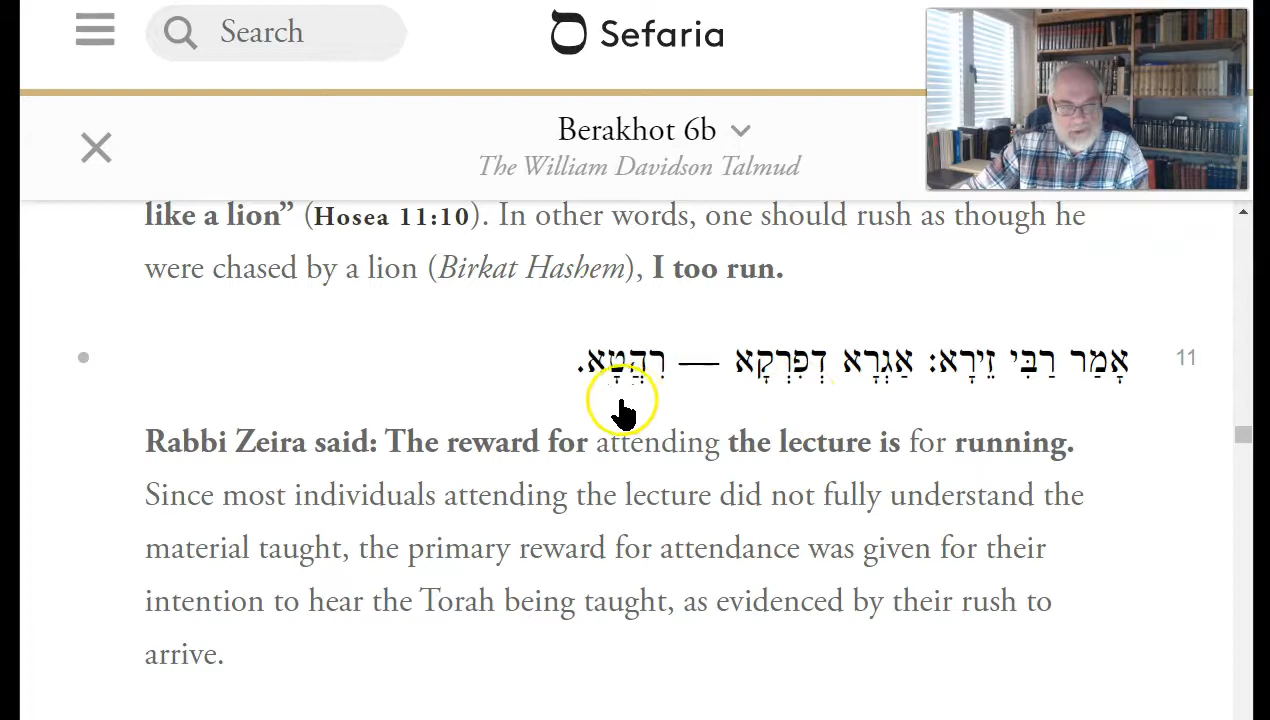 Search
Sefaria
Berakhot 6b
The William Davidson Talmud
like a lion” (Hosea 11:10). In other words, one should rush as though he
were chased by a lion (Birkat Hashem), I too run.
אָמַר רַבִּי זֵירָא: אַגְרָא דְפִרְקָא — רִהֲטָא.
11
Rabbi Zeira said: The reward for attending the lecture is for running.
Since most individuals attending the lecture did not fully understand the
material taught, the primary reward for attendance was given for their
intention to hear the Torah being taught, as evidenced by their rush to
arrive.